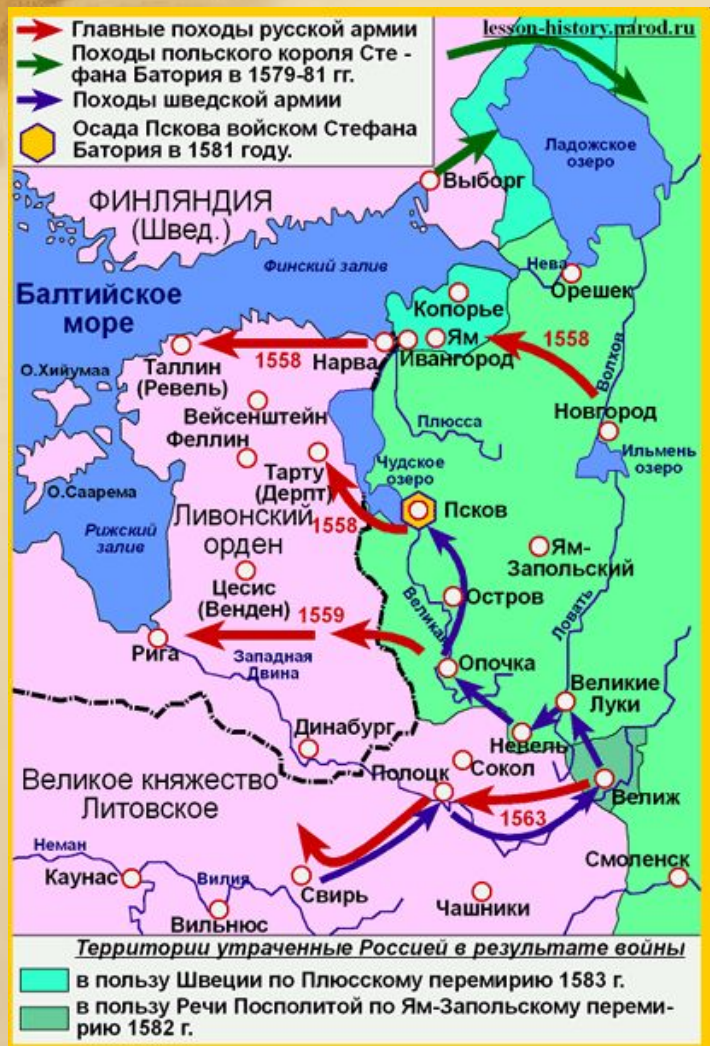 lesson-history.narod.ru
Главные походы русской армии
Походы польского короля Сте -
фана Батория в 1579-81 гг.
Походы шведской армии
Осада Пскова войском Стефана
Батория в 1581 году.
Ладожское
озеро
Выборг
ФИНЛЯНДИЯ
(Швед.)
Финский залив
Нева
Орешек
Балтийское
море
Копорье
Ям
1558
1558
Нарва
Ивангород
Таллин
(Ревель)
Волхов
О.Хийумаа
Вейсенштейн
Плюсса
Новгород
Феллин
Ильмень
озеро
Чудское
озеро
Тарту
(Дерпт)
О.Саарема
1558
Псков
Рижский
залив
Ливонский
орден
Ям-
Запольский
Цесис
(Венден)
Великая
Остров
Ловать
1559
Рига
Западная
Двина
Опочка
Великие
Луки
Динабург
Невель
Сокол
Полоцк
Велиж
Великое княжество
Литовское
1563
Неман
Смоленск
Каунас
Вилия
Свирь
Чашники
Вильнюс
Территории утраченные Россией в результате войны
в пользу Швеции по Плюсскому перемирию 1583 г.
в пользу Речи Посполитой по Ям-Запольскому переми-
рию 1582 г.